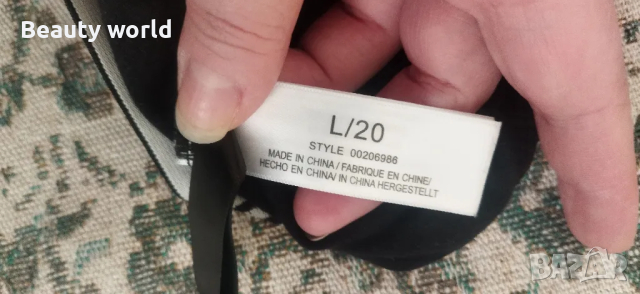 Beauty world
L/20
STYLE 00206986
MADE IN CHINA/ FABRIQUE EN CHINE/
HECHO EN CHINA/ IN CHINA HERGESTELLT